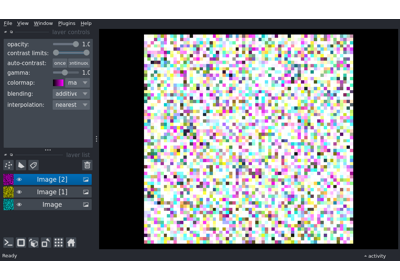 File View Window Plugins Help
layer controls
opacity: 1.0
contrast limits:
auto-contrast: once
gamma: 1.0
colormap: ma
blending: additive
interpolation: nearest
layer list
Image [2]
Image [1]
Image
Ready activity